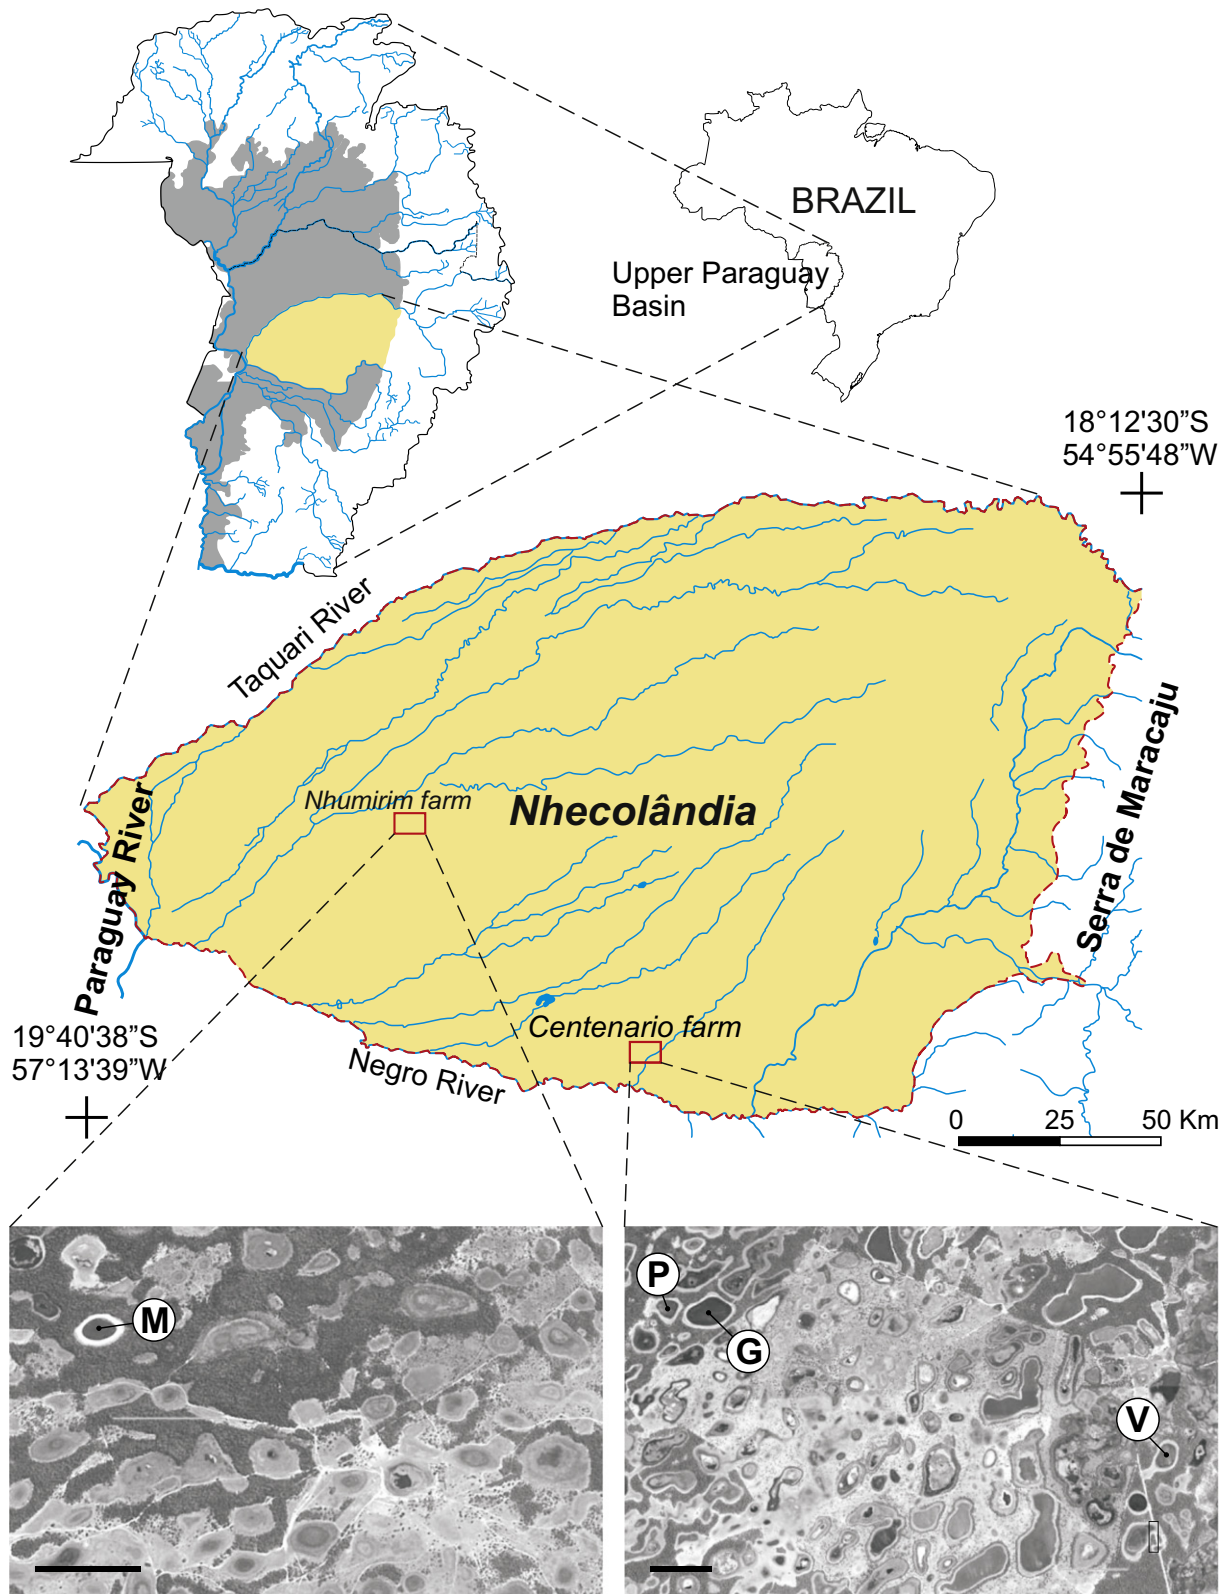 BRAZIL
Upper Paraguay
Basin
18°12'30”S
54°55'48”W
Taquari River
Nhumirim farm
Nhecolândia
Serra de Maracaju
Paraguay River
Centenario farm
19°40'38”S
57°13'39”W
Negro River
0 25 50 Km
M
P
G
V